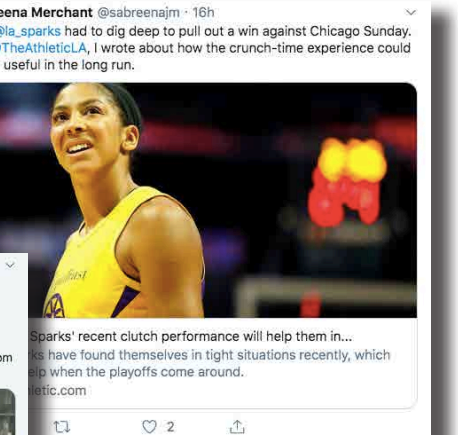 eena Merchant @sabreenajm · 16h
@la_sparks had to dig deep to pull out a win against Chicago Sunday.
TheAthleticLA, I wrote about how the crunch-time experience could
useful in the long run.
Sparks' recent clutch performance will help them in...
ks have found themselves in tight situations recently, which
elp when the playoffs come around.
letic.com
om
2